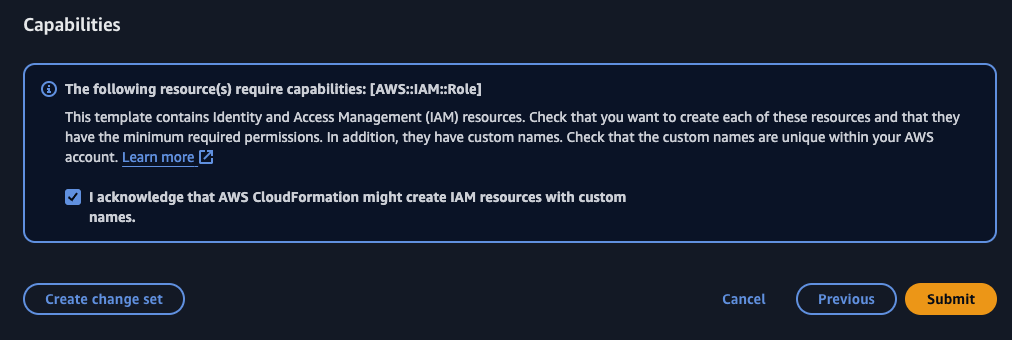 Capabilities
The following resource(s) require capabilities: [AWS::IAM::Role]
This template contains Identity and Access Management (IAM) resources. Check that you want to create each of these resources and that they
have the minimum required permissions. In addition, they have custom names. Check that the custom names are unique within your AWS
account. Learn more
I acknowledge that AWS CloudFormation might create IAM resources with custom
names.
Create change set
Cancel
Previous
Submit